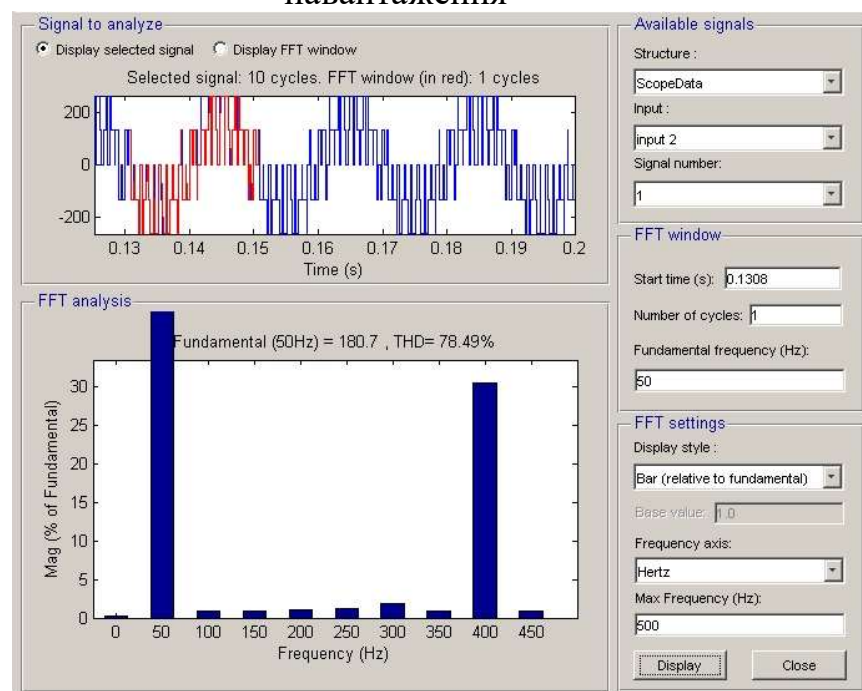 навантаження
Signal to analyze
Display selected signal Display FFT window
Selected signal: 10 cycles. FFT window (in red): 1 cycles
200
0
-200
0.13 0.14 0.15 0.16 0.17 0.18 0.19 0.2
Time (s)
FFT analysis
Fundamental (50Hz) = 180.7 , THD= 78.49%
Mag (% of Fundamental)
30
25
20
15
10
5
0
0 50 100 150 200 250 300 350 400 450
Frequency (Hz)
Available signals
Structure :
ScopeData
Input :
input 2
Signal number:
1
FFT window
Start time (s): 0.1308
Number of cycles: 1
Fundamental frequency (Hz):
50
FFT settings
Display style :
Bar (relative to fundamental)
Base value: 1.0
Frequency axis:
Hertz
Max Frequency (Hz):
500
Display Close